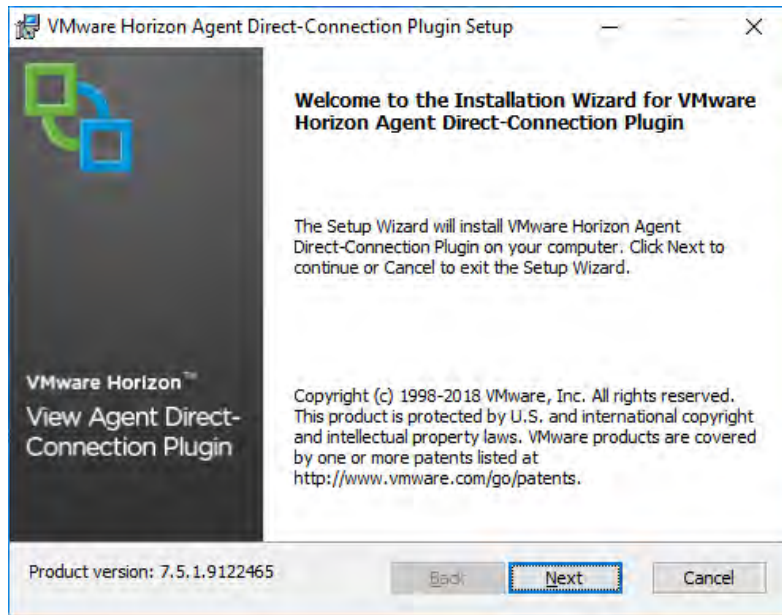 VMware Horizon Agent Direct-Connection Plugin Setup
Welcome to the Installation Wizard for VMware
Horizon Agent Direct-Connection Plugin
The Setup Wizard will install VMware Horizon Agent
Direct-Connection Plugin on your computer. Click Next to
continue or Cancel to exit the Setup Wizard.
VMware Horizon™
View Agent Direct-
Connection Plugin
Copyright (c) 1998-2018 VMware, Inc. All rights reserved.
This product is protected by U.S. and international copyright
and intellectual property laws. VMware products are covered
by one or more patents listed at
http://www.vmware.com/go/patents.
Product version: 7.5.1.9122465
Back
Next
Cancel